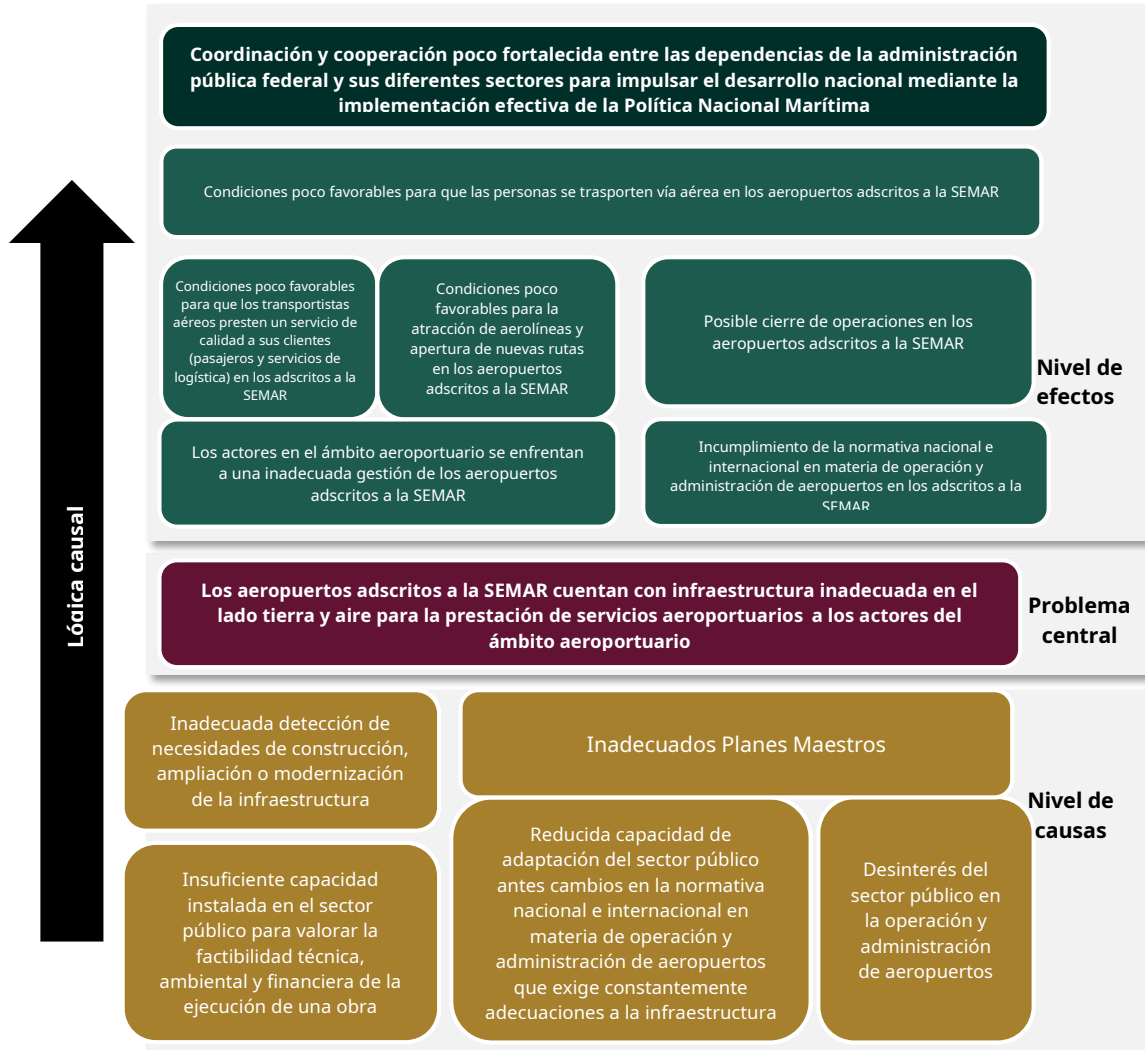 Coordinación y cooperación poco fortalecida entre las dependencias de la administración
pública federal y sus diferentes sectores para impulsar el desarrollo nacional mediante la
implementación efectiva de la Política Nacional Marítima
Condiciones poco favorables para que las personas se trasporten vía aérea en los aeropuertos adscritos a la SEMAR
Condiciones poco favorables
para que los transportistas
aéreos presten un servicio de
calidad a sus clientes
(pasajeros y servicios de
logística) en los adscritos a la
SEMAR
Condiciones poco
favorables para la
atracción de aerolíneas y
apertura de nuevas rutas
en los aeropuertos
adscritos a la SEMAR
Posible cierre de operaciones en los
aeropuertos adscritos a la SEMAR
Nivel de
efectos
Los actores en el ámbito aeroportuario se enfrentan
a una inadecuada gestión de los aeropuertos
adscritos a la SEMAR
Incumplimiento de la normativa nacional e
internacional en materia de operación y
administración de aeropuertos en los adscritos a la
SEMAR
Lódica causal
Los aeropuertos adscritos a la SEMAR cuentan con infraestructura inadecuada en el
lado tierra y aire para la prestación de servicios aeroportuarios a los actores del
ámbito aeroportuario
Problema
central
Inadecuada detección de
necesidades de construcción,
ampliación o modernización
de la infraestructura
Inadecuados Planes Maestros
Nivel de
causas
Insuficiente capacidad
instalada en el sector
público para valorar la
factibilidad técnica,
ambiental y financiera de la
ejecución de una obra
Reducida capacidad de
adaptación del sector público
antes cambios en la normativa
nacional e internacional en
materia de operación y
administración de aeropuertos
que exige constantemente
adecuaciones a la infraestructura
Desinterés del
sector público en
la operación y
administración
de aeropuertos